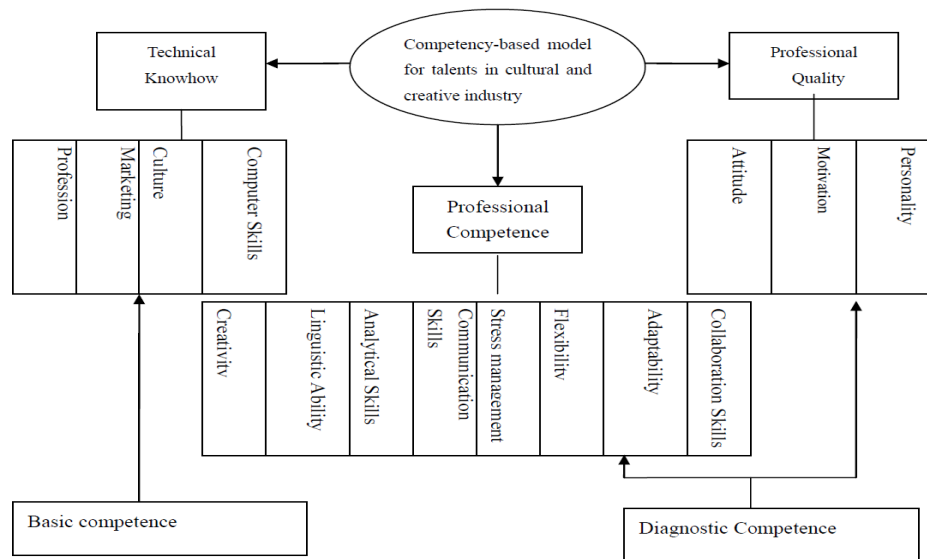 Technical
Knowhow
Competency-based model
for talents in cultural and
creative industry
Professional
Quality
Profession
Marketing
Culture
Computer Skills
Attitude
Motivation
Personality
Professional
Competence
Creativity
Linguistic Ability
Analytical Skills
Communication
Skills
Stress management
Flexibility
Adaptability
Collaboration Skills
Basic competence
Diagnostic Competence